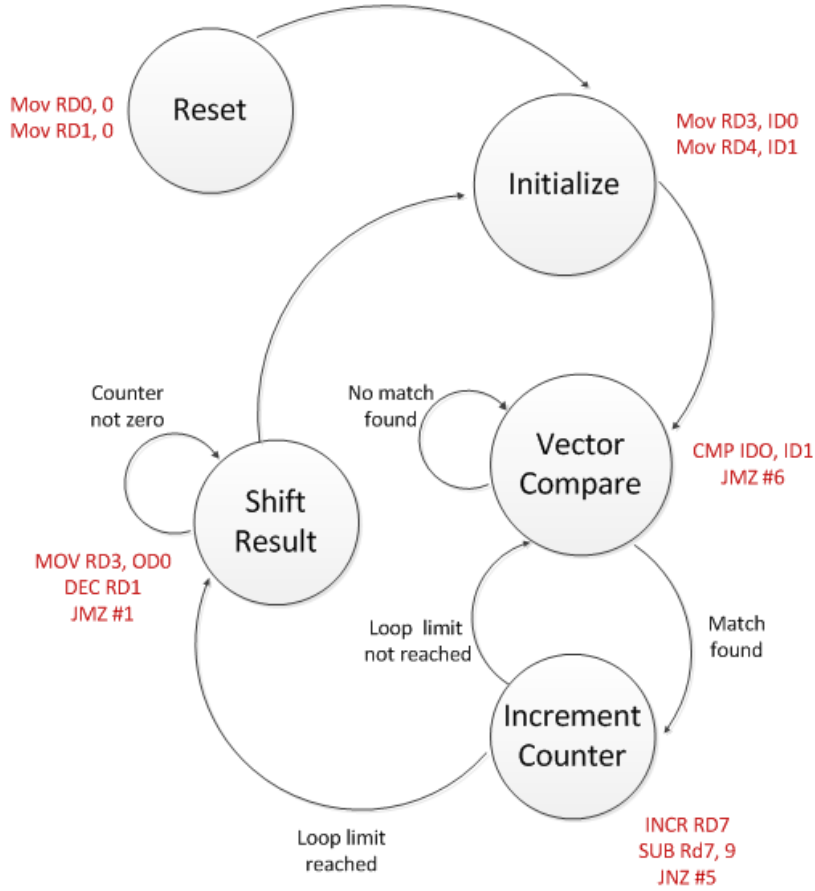 Reset
Mov RD0, 0
Mov RD1, 0
Mov RD3, ID0
Mov RD4, ID1
Initialize
Counter
not zero
No match
found
Vector
Compare
CMP IDO, ID1
JMZ #6
Shift
Result
MOV RD3, OD0
DEC RD1
JMZ #1
Loop limit
not reached
Match
found
Increment
Counter
INCR RD7
SUB Rd7, 9
JNZ #5
Loop limit
reached